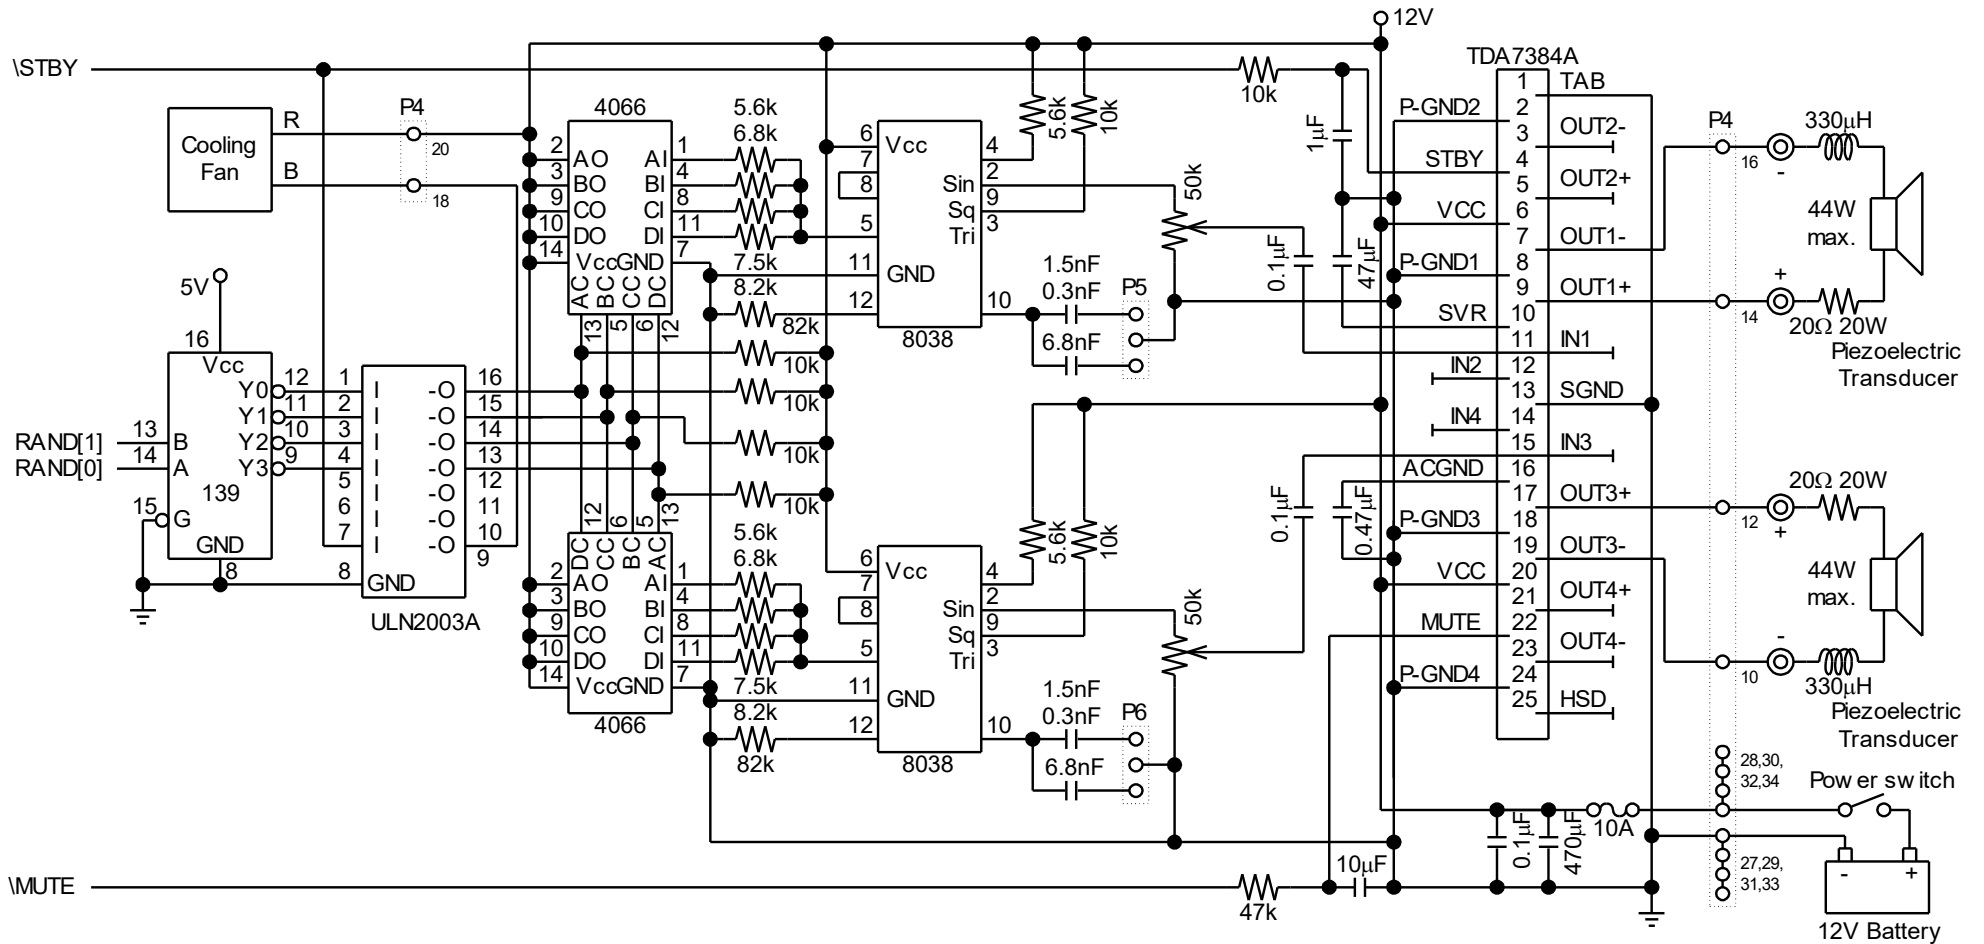 12V
\STBY
TDA7384A
10k
Cooling
Fan
R
B
P4
20
18
4066
2 AO AI 1
3 BO BI 4
9 CO CI 8
10 DO DI 11
14 Vcc GND 7
AC BC CC DC
13 5 6 12
5.6k
6.8k
7.5k
8.2k
82k
10k
10k
10k
10k
6 Vcc 4
7
8
Sin 2
Sq 9
Tri 3
5
11 GND
12 10
8038
5.6k
10k
50k
1.5nF
0.3nF
6.8nF
P5
0.1µF
1µF
47µF
5V
16
Vcc
Y0 12
Y1 11
Y2 10
Y3 9
RAND[1] 13 B
RAND[0] 14 A
139
15 G
GND
8
1 I -O 16
2 I -O 15
3 I -O 14
4 I -O 13
5 I -O 12
6 I -O 11
7 I -O 10
9
8 GND
ULN2003A
12 6 5 13
DC CC BC AC
2 AO AI 1
3 BO BI 4
9 CO CI 8
10 DO DI 11
14 Vcc GND 7
4066
5.6k
6.8k
7.5k
8.2k
82k
6 Vcc 4
7
8
Sin 2
Sq 9
Tri 3
5
11 GND
12 10
8038
5.6k
10k
50k
1.5nF
0.3nF
6.8nF
P6
0.1µF
0.47µF
1 TAB
P-GND2 2
3 OUT2-
STBY 4
5 OUT2+
VCC 6
7 OUT1-
P-GND1 8
9 OUT1+
SVR 10
11 IN1
IN2 12
13 SGND
IN4 14
15 IN3
ACGND 16
17 OUT3+
P-GND3 18
19 OUT3-
VCC 20
21 OUT4+
MUTE 22
23 OUT4-
P-GND4 24
25 HSD
P4
16
-
330µH
44W
max.
+
14
20Ω 20W
Piezoelectric
Transducer
20Ω 20W
12
+
44W
max.
-
10
330µH
Piezoelectric
Transducer
28,30,
32,34
Power switch
10A
0.1µF
470µF
27,29,
31,33
- +
12V Battery
\MUTE
47k
10µF